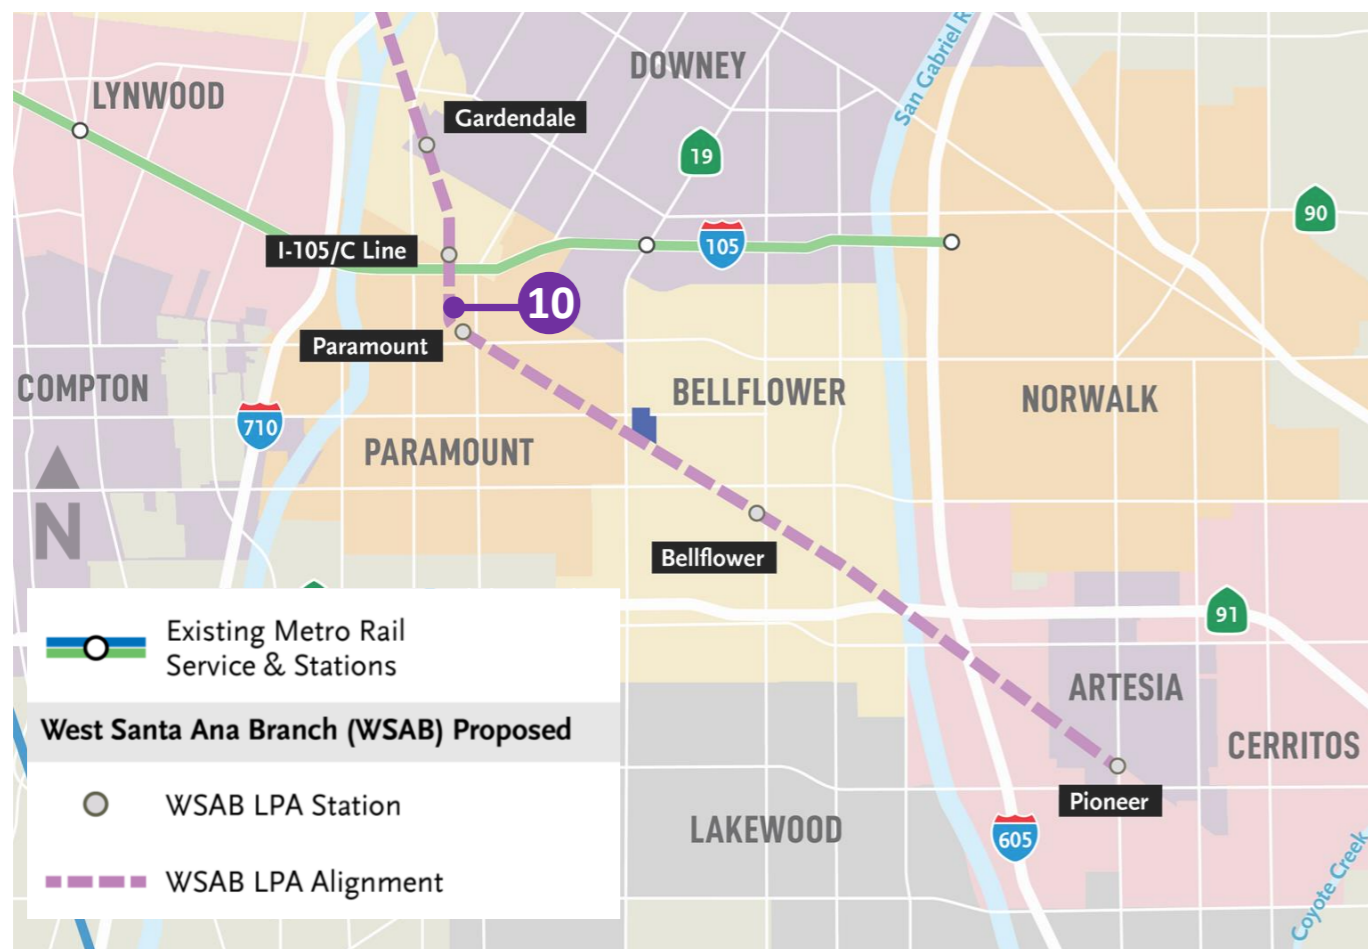 San Gabriel R
DOWNEY
LYNWOOD
Gardendale
19
90
I-105/C Line
105
10
Paramount
COMPTON
BELLFLOWER
NORWALK
710
PARAMOUNT
N
Bellflower
91
Existing Metro Rail
Service & Stations
ARTESIA
West Santa Ana Branch (WSAB) Proposed
CERRITOS
WSAB LPA Station
Pioneer
LAKEWOOD
605
WSAB LPA Alignment
Coyote Creek